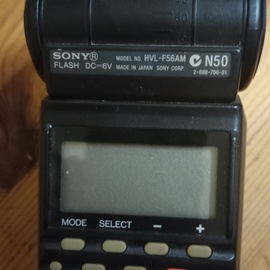 SONY® MODEL NO. HVL-F56AM N50
FLASH DC⎓6V MADE IN JAPAN SONY CORP. 2-688-700-01
MODE SELECT − +